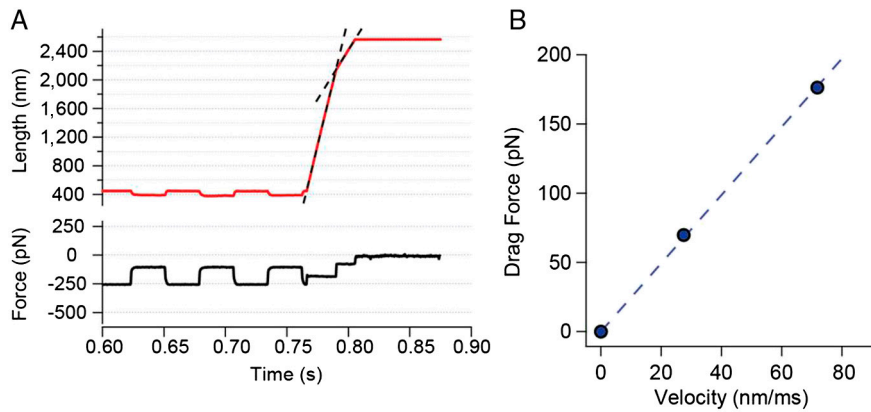 A
Length (nm)
2,400
2,000
1,600
1,200
800
400
Force (pN)
250
0
-250
-500
0.60 0.65 0.70 0.75 0.80 0.85 0.90
Time (s)
B
Drag Force (pN)
200
150
100
50
0
0 20 40 60 80
Velocity (nm/ms)